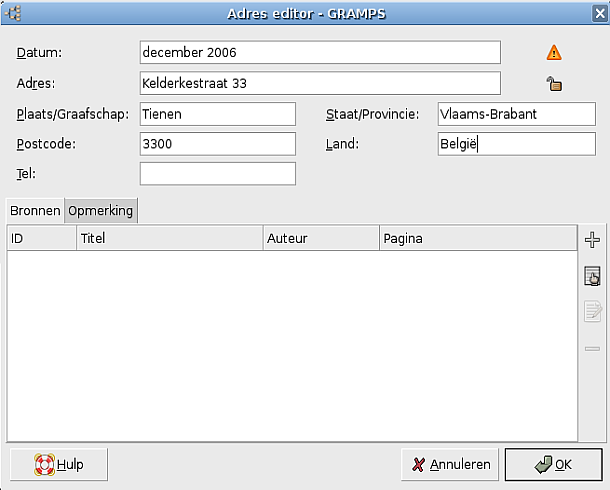 Adres editor - GRAMPS
Datum: december 2006
Adres: Kelderkestraat 33
Plaats/Graafschap: Tienen Staat/Provincie: Vlaams-Brabant
Postcode: 3300 Land: België
Tel:
Bronnen Opmerking
ID Titel Auteur Pagina
Hulp Annuleren OK